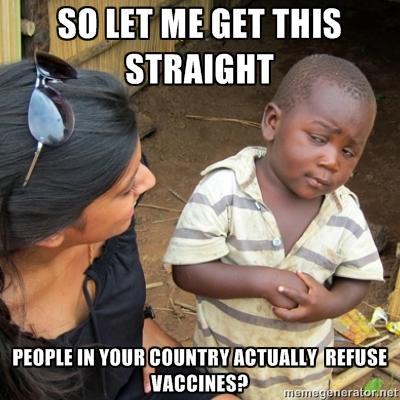 SO LET ME GET THIS
STRAIGHT
PEOPLE IN YOUR COUNTRY ACTUALLY REFUSE
VACCINES?
memegenerator.net